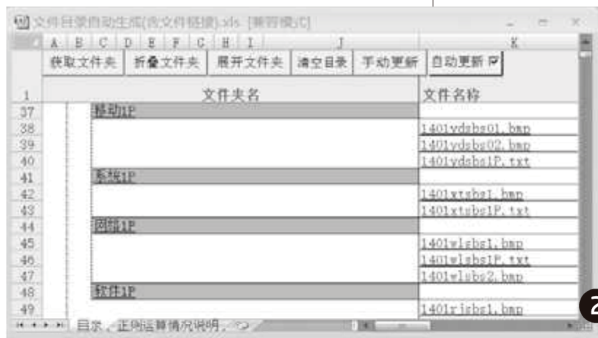 文件目录自动生成(含文件链接).xls [兼容模式]
A B C D E F G H I J K
获取文件夹 折叠文件夹 展开文件夹 清空目录 手动更新 自动更新
1 文件夹名 文件名称
37 移动1P
38 1401ydsbs01.bmp
39 1401ydsbs02.bmp
40 1401ydsbs1P.txt
41 系统1P
42 1401xtsbs1.bmp
43 1401xtsbs1P.txt
44 网络1P
45 1401wlsbs1.bmp
46 1401wlsbs1P.txt
47 1401wlsbs2.bmp
48 软件1P
49 1401rjsbs1.bmp
目录 正则运算情况说明
2